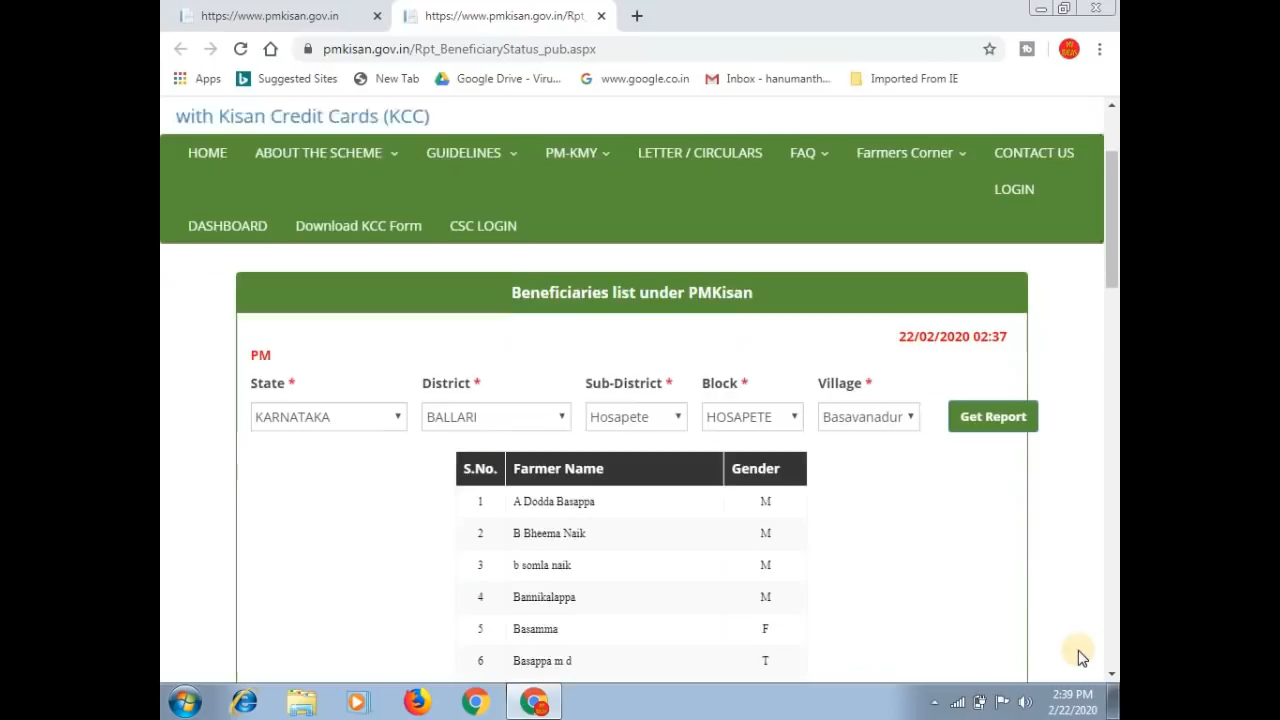 https://www.pmkisan.gov.in
https://www.pmkisan.gov.in/Rpt_
pmkisan.gov.in/Rpt_BeneficiaryStatus_pub.aspx
Apps Suggested Sites New Tab Google Drive - Viru... www.google.co.in Inbox - hanumanth... Imported From IE
with Kisan Credit Cards (KCC)
HOME ABOUT THE SCHEME GUIDELINES PM-KMY LETTER / CIRCULARS FAQ Farmers Corner CONTACT US
LOGIN
DASHBOARD Download KCC Form CSC LOGIN
Beneficiaries list under PMKisan
22/02/2020 02:37
PM
State * District * Sub-District * Block * Village *
KARNATAKA BALLARI Hosapete HOSAPETE Basavanadur Get Report
S.No. Farmer Name Gender
1 A Dodda Basappa M
2 B Bheema Naik M
3 b somla naik M
4 Bannikalappa M
5 Basamma F
6 Basappa m d T
2:39 PM
2/22/2020